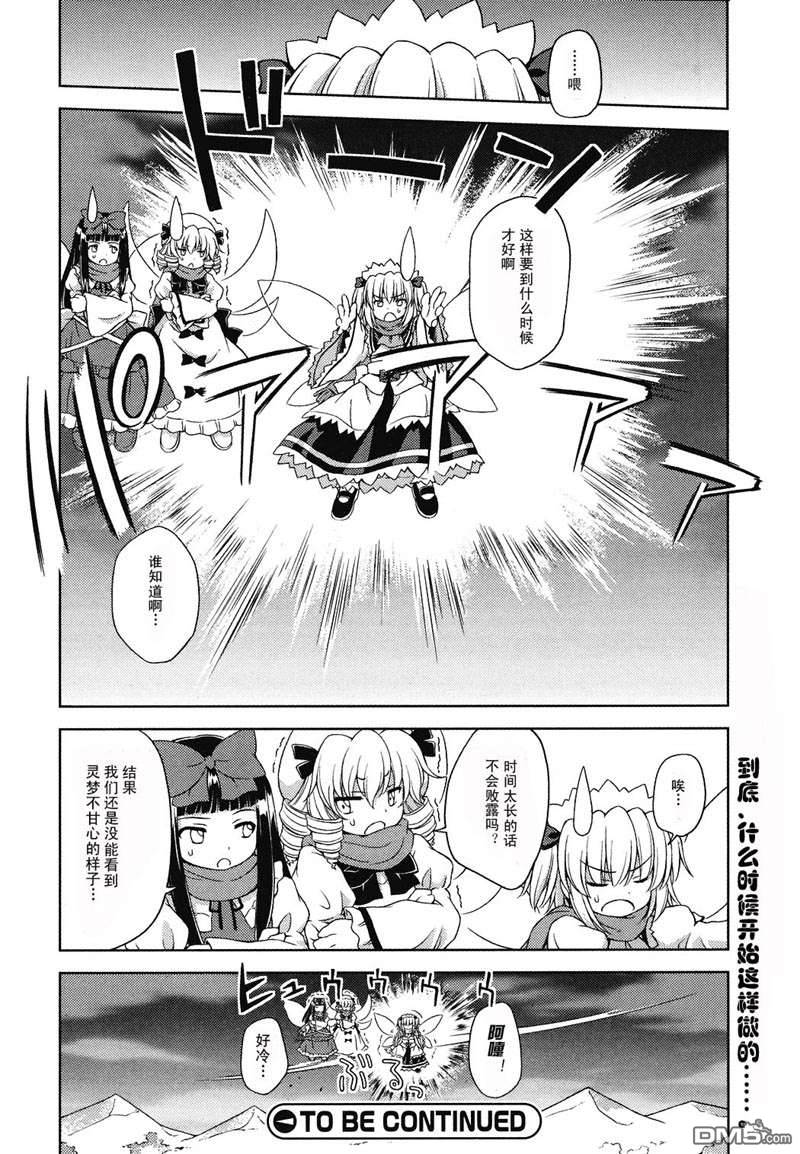 ……
喂
ドーン
这样要到什么时候
才好啊
パアアアア
谁知道
啊…
唉…
时间太长的话
不会败露吗？
结果
我们还是没能看到
灵梦不甘心的样子…
ヒュウウウウ
阿嚏！
好冷…
ぶるっ
TO BE CONTINUED
到底，什么时候开始这样做的……。
DM5.com